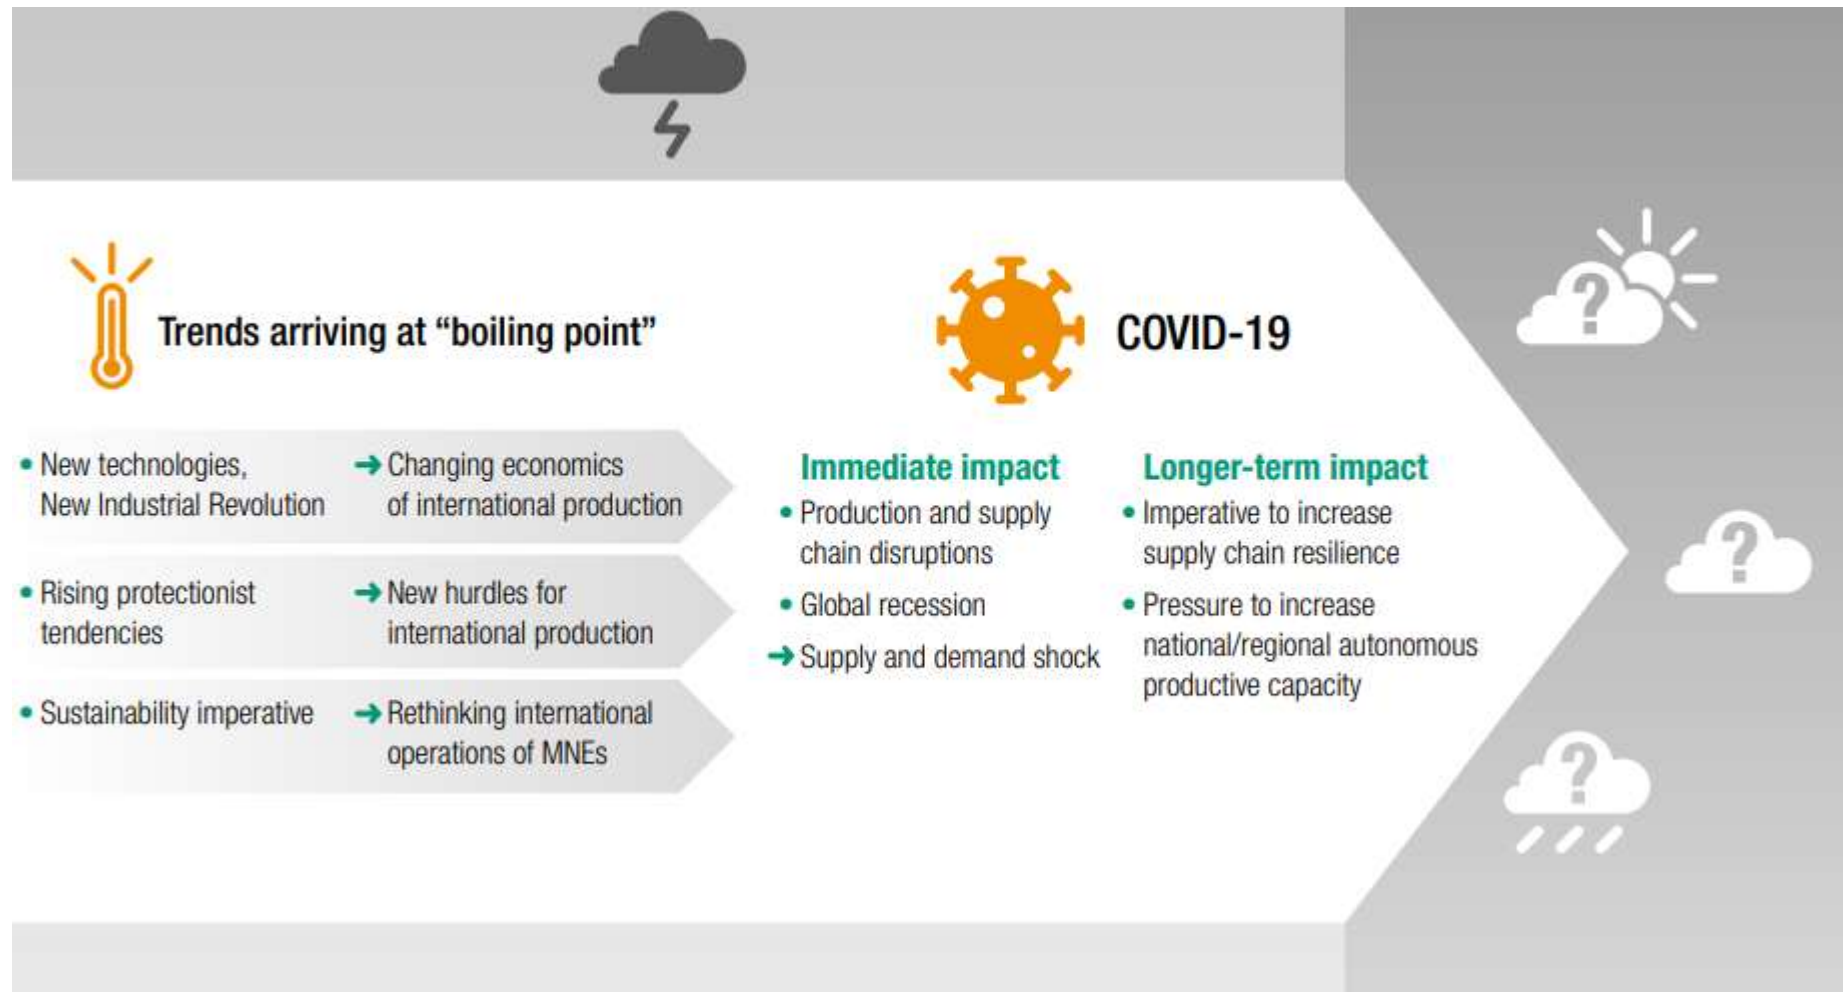 Trends arriving at “boiling point”
• New technologies,
New Industrial Revolution
➔ Changing economics
of international production
• Rising protectionist
tendencies
➔ New hurdles for
international production
• Sustainability imperative
➔ Rethinking international
operations of MNEs
COVID-19
Immediate impact
• Production and supply
chain disruptions
• Global recession
➔ Supply and demand shock
Longer-term impact
• Imperative to increase
supply chain resilience
• Pressure to increase
national/regional autonomous
productive capacity
?
?
?